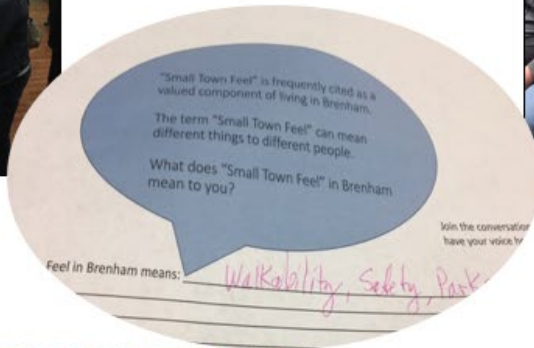 "Small Town Feel" is frequently cited as a
valued component of living in Brenham.
The term "Small Town Feel" can mean
different things to different people.
What does "Small Town Feel" in Brenham
mean to you?
Join the conversation
have your voice
Feel in Brenham means: Walkability, Safety, Park